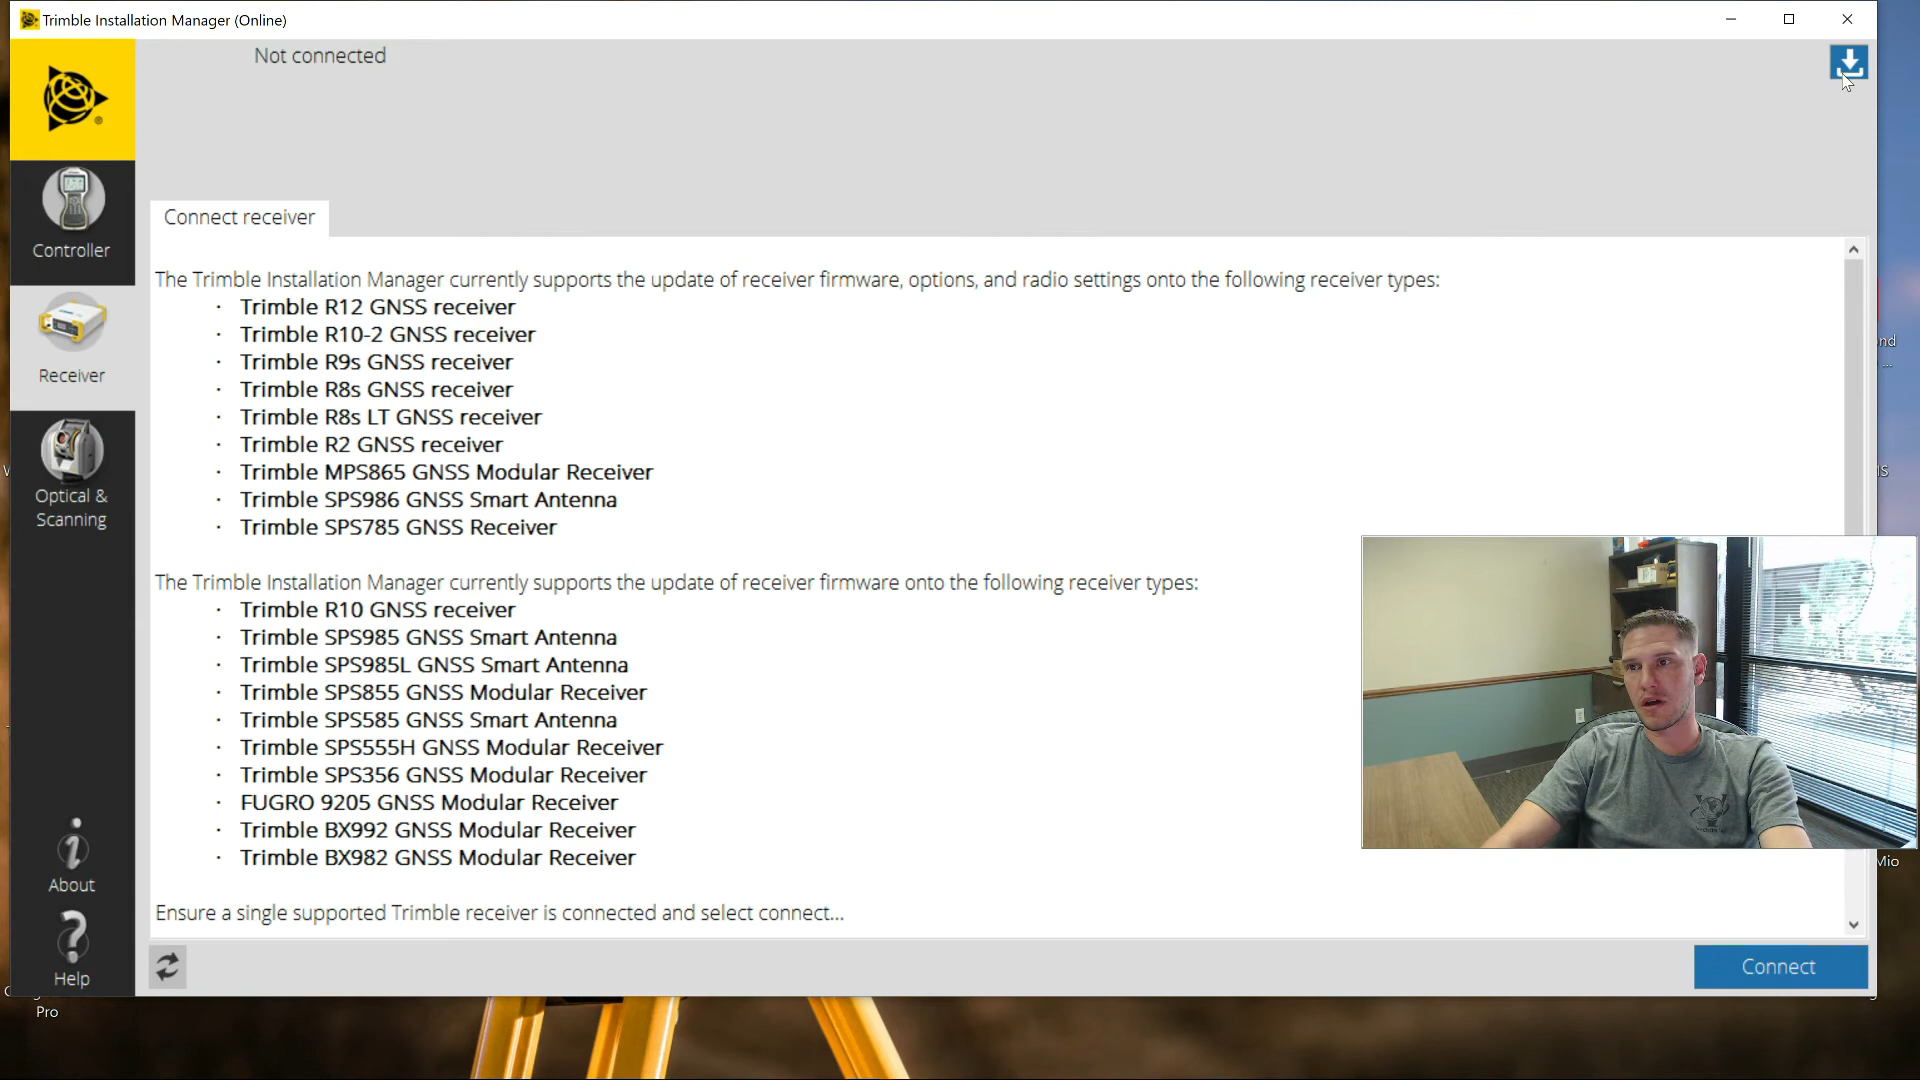 Trimble Installation Manager (Online)
Not connected
Controller
Receiver
Optical &
Scanning
About
Help
Connect receiver
The Trimble Installation Manager currently supports the update of receiver firmware, options, and radio settings onto the following receiver types:
· Trimble R12 GNSS receiver
· Trimble R10-2 GNSS receiver
· Trimble R9s GNSS receiver
· Trimble R8s GNSS receiver
· Trimble R8s LT GNSS receiver
· Trimble R2 GNSS receiver
· Trimble MPS865 GNSS Modular Receiver
· Trimble SPS986 GNSS Smart Antenna
· Trimble SPS785 GNSS Receiver
The Trimble Installation Manager currently supports the update of receiver firmware onto the following receiver types:
· Trimble R10 GNSS receiver
· Trimble SPS985 GNSS Smart Antenna
· Trimble SPS985L GNSS Smart Antenna
· Trimble SPS855 GNSS Modular Receiver
· Trimble SPS585 GNSS Smart Antenna
· Trimble SPS555H GNSS Modular Receiver
· Trimble SPS356 GNSS Modular Receiver
· FUGRO 9205 GNSS Modular Receiver
· Trimble BX992 GNSS Modular Receiver
· Trimble BX982 GNSS Modular Receiver
Ensure a single supported Trimble receiver is connected and select connect...
Connect
Pro